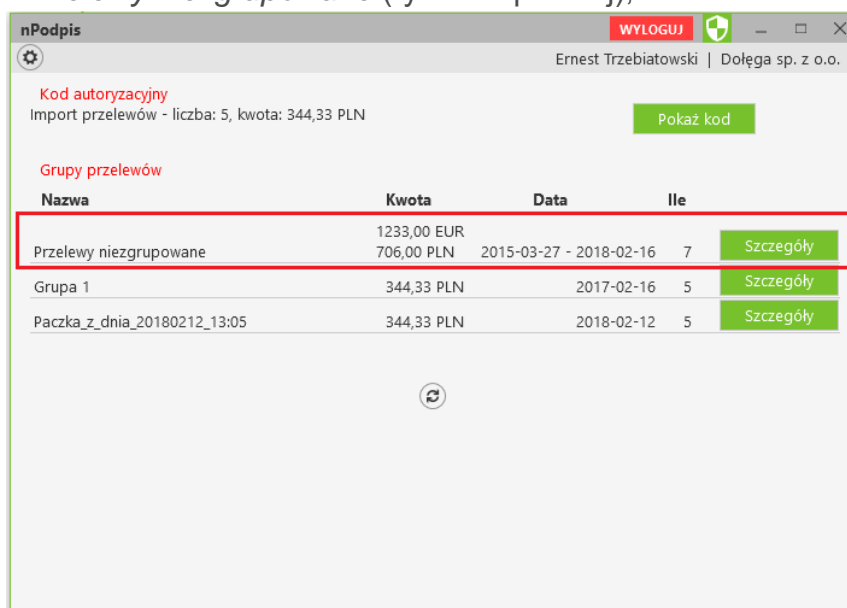 nPodpis WYLOGUJ
Ernest Trzebiatowski | Dołęga sp. z o.o.
Kod autoryzacyjny
Import przelewów - liczba: 5, kwota: 344,33 PLN Pokaż kod
Grupy przelewów
Nazwa Kwota Data Ile
1233,00 EUR
Przelewy niezgrupowane 706,00 PLN 2015-03-27 - 2018-02-16 7 Szczegóły
Grupa 1 344,33 PLN 2017-02-16 5 Szczegóły
Paczka_z_dnia_20180212_13:05 344,33 PLN 2018-02-12 5 Szczegóły